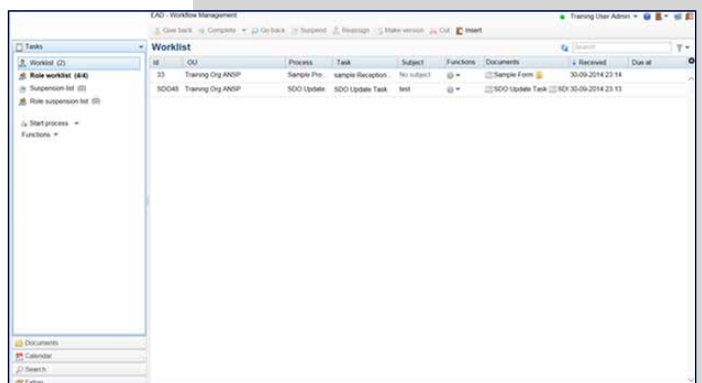 EAD - Workflow Management
Training User Admin
Give back Complete Go back Suspend Reassign Make version Cut Insert
Tasks
Worklist (2)
Role worklist (4/4)
Suspension list (0)
Role suspension list (0)
Start process
Functions
Worklist
Search
Id OU Process Task Subject Functions Documents Received Due at
33 Training Org ANSP Sample Pro... sample Reception... No subject Sample Form 30-09-2014 23:14
SDO48 Training Org ANSP SDO Update SDO Update Task test SDO Update Task SDO 30-09-2014 23:13
Documents
Calendar
Search
Extras